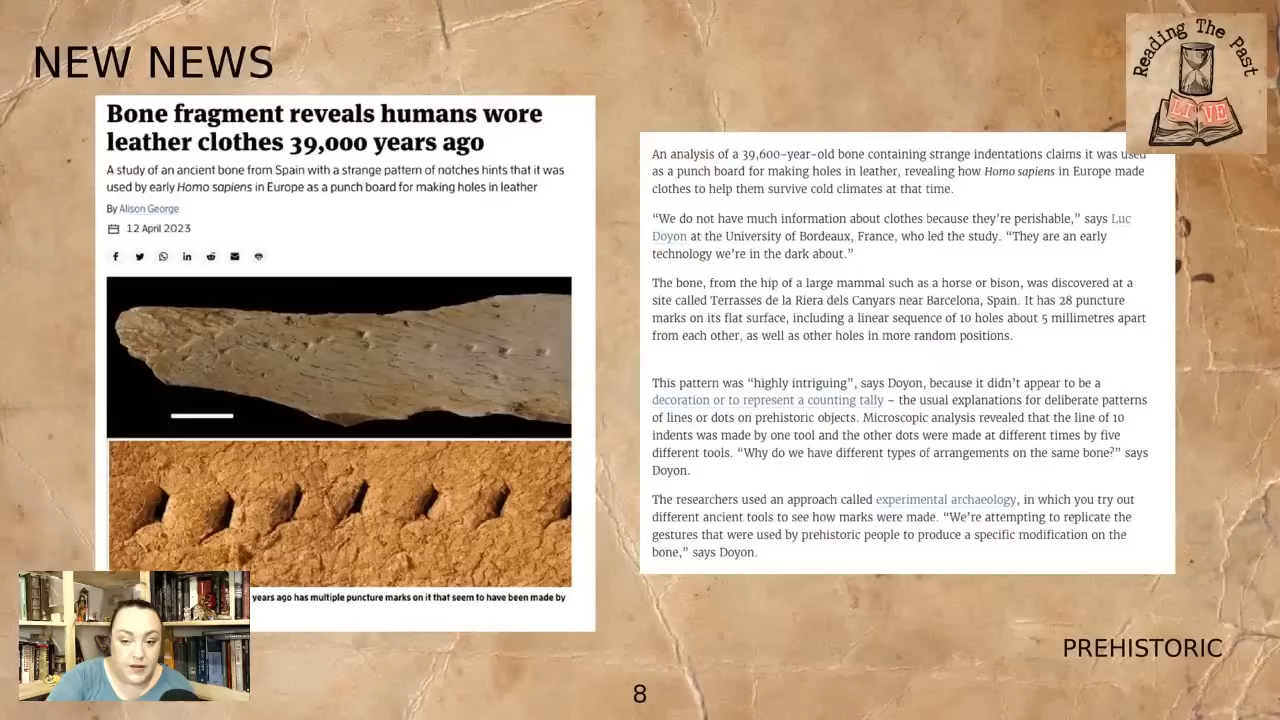 NEW NEWS
Reading The Past
LIVE
Bone fragment reveals humans wore
leather clothes 39,000 years ago
A study of an ancient bone from Spain with a strange pattern of notches hints that it was
used by early Homo sapiens in Europe as a punch board for making holes in leather
By Alison George
12 April 2023
years ago has multiple puncture marks on it that seem to have been made by
An analysis of a 39,600-year-old bone containing strange indentations claims it was used
as a punch board for making holes in leather, revealing how Homo sapiens in Europe made
clothes to help them survive cold climates at that time.
“We do not have much information about clothes because they’re perishable,” says Luc
Doyon at the University of Bordeaux, France, who led the study. “They are an early
technology we’re in the dark about.”
The bone, from the hip of a large mammal such as a horse or bison, was discovered at a
site called Terrasses de la Riera dels Canyars near Barcelona, Spain. It has 28 puncture
marks on its flat surface, including a linear sequence of 10 holes about 5 millimetres apart
from each other, as well as other holes in more random positions.
This pattern was “highly intriguing”, says Doyon, because it didn’t appear to be a
decoration or to represent a counting tally – the usual explanations for deliberate patterns
of lines or dots on prehistoric objects. Microscopic analysis revealed that the line of 10
indents was made by one tool and the other dots were made at different times by five
different tools. “Why do we have different types of arrangements on the same bone?” says
Doyon.
The researchers used an approach called experimental archaeology, in which you try out
different ancient tools to see how marks were made. “We’re attempting to replicate the
gestures that were used by prehistoric people to produce a specific modification on the
bone,” says Doyon.
PREHISTORIC
8